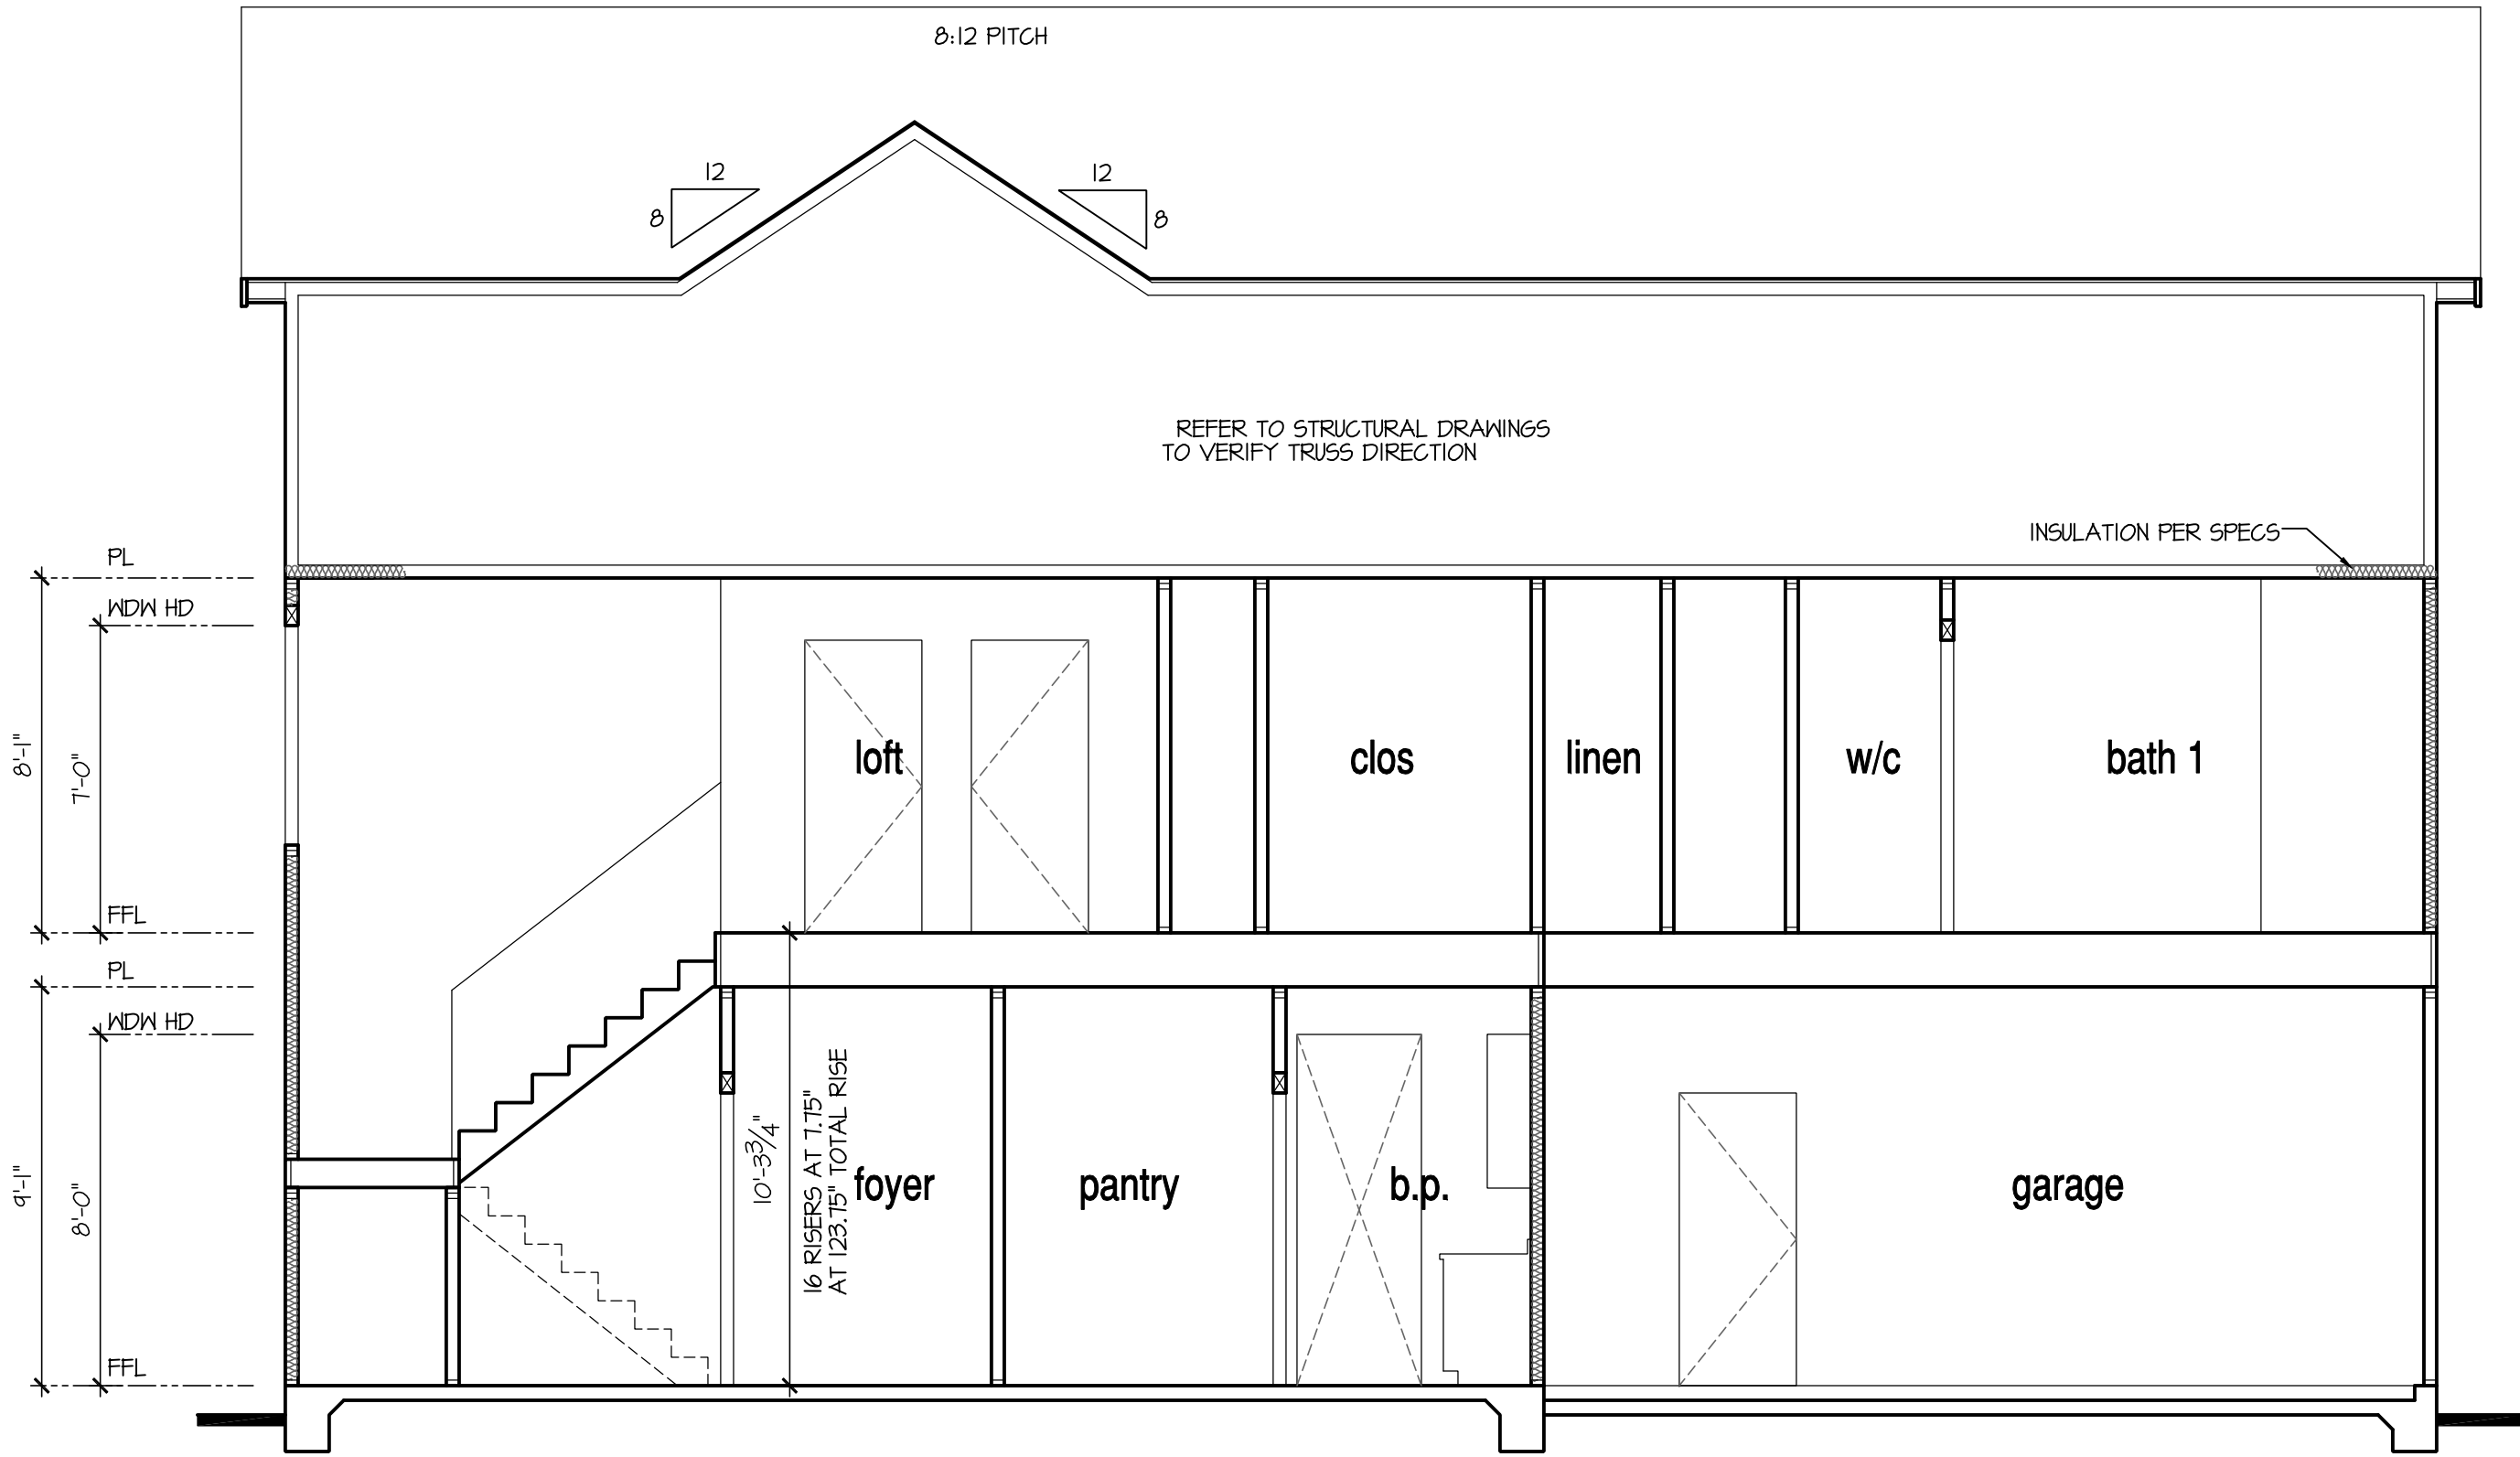 8:12 PITCH
12
8
12
8
REFER TO STRUCTURAL DRAWINGS
TO VERIFY TRUSS DIRECTION
INSULATION PER SPECS
PL
WDW HD
8'-1"
7'-0"
FFL
loft
clos
linen
w/c
bath 1
PL
WDW HD
9'-1"
8'-0"
FFL
10'-3 3/4"
16 RISERS AT 7.75"
AT 123.75" TOTAL RISE
foyer
pantry
b.p.
garage